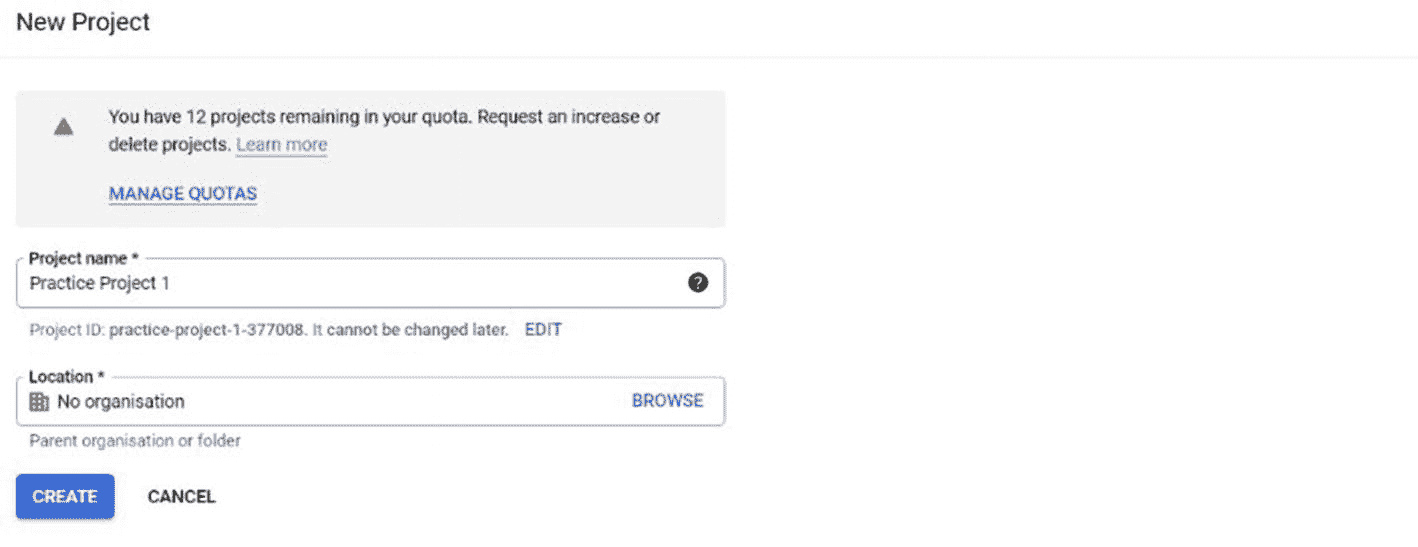 New Project
You have 12 projects remaining in your quota. Request an increase or
delete projects. Learn more
MANAGE QUOTAS
Project name *
Practice Project 1
?
Project ID: practice-project-1-377008. It cannot be changed later. EDIT
Location *
No organisation BROWSE
Parent organisation or folder
CREATE CANCEL